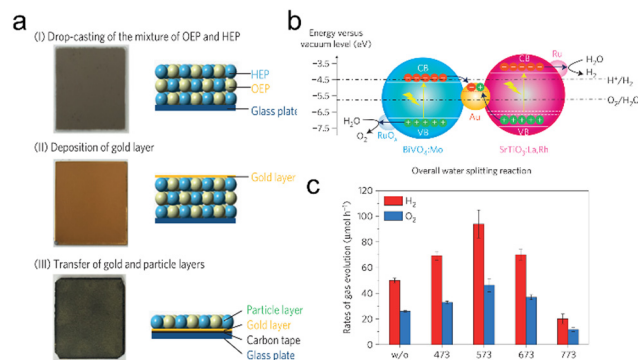 a
(I) Drop-casting of the mixture of OEP and HEP
HEP
OEP
Glass plate
(II) Deposition of gold layer
Gold layer
(III) Transfer of gold and particle layers
Particle layer
Gold layer
Carbon tape
Glass plate
b
Energy versus
vacuum level (eV)
−3.5
−4.5
−5.5
−6.5
−7.5
CB
CB
Ru
H₂O
H₂
H⁺/H₂
O₂/H₂O
Au
H₂O
O₂
RuOₓ
VB
VB
BiVO₄:Mo
SrTiO₃:La,Rh
Overall water splitting reaction
c
Rates of gas evolution (μmol h⁻¹)
120
100
80
60
40
20
0
H₂
O₂
w/o
473
573
673
773